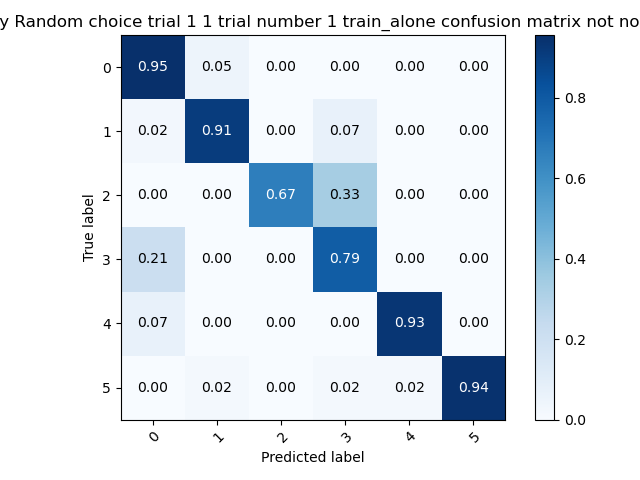 y Random choice trial 1 1 trial number 1 train_alone confusion matrix not no
True label
0 0.95 0.05 0.00 0.00 0.00 0.00
1 0.02 0.91 0.00 0.07 0.00 0.00
2 0.00 0.00 0.67 0.33 0.00 0.00
3 0.21 0.00 0.00 0.79 0.00 0.00
4 0.07 0.00 0.00 0.00 0.93 0.00
5 0.00 0.02 0.00 0.02 0.02 0.94
0 1 2 3 4 5
Predicted label
0.8
0.6
0.4
0.2
0.0